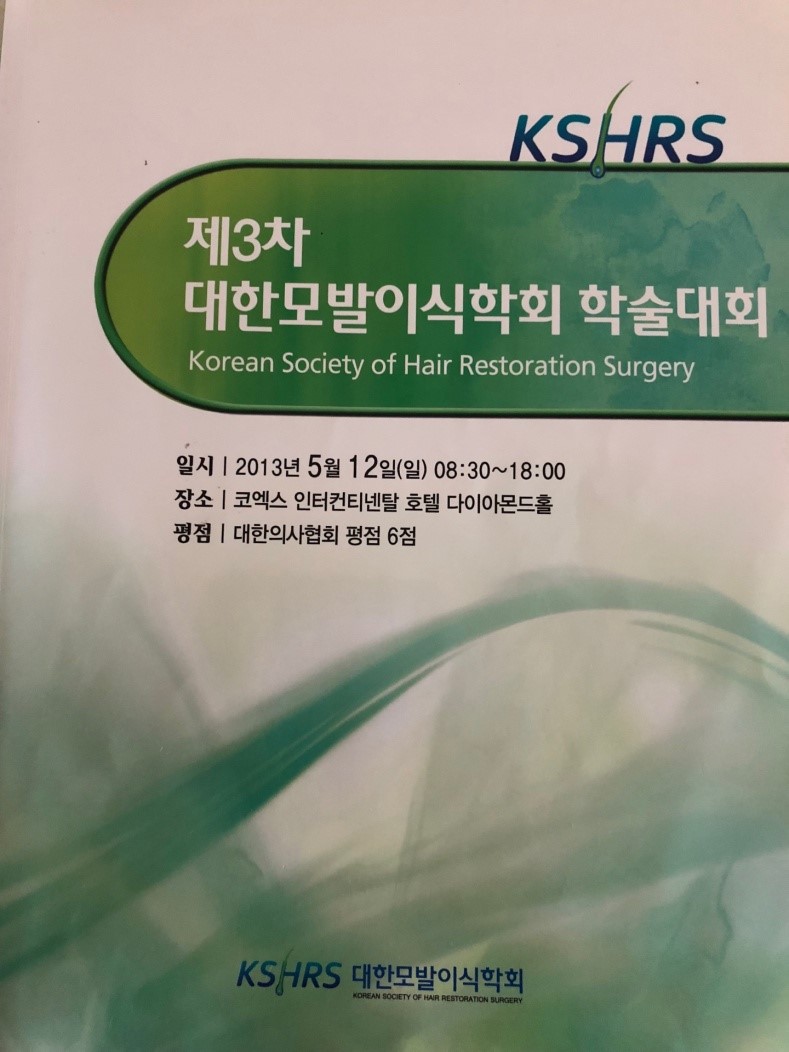 KSHRS
제3차
대한모발이식학회 학술대회
Korean Society of Hair Restoration Surgery
일시 | 2013년 5월 12일(일) 08:30~18:00
장소 | 코엑스 인터컨티넨탈 호텔 다이아몬드홀
평점 | 대한의사협회 평점 6점
KSHRS 대한모발이식학회
KOREAN SOCIETY OF HAIR RESTORATION SURGERY